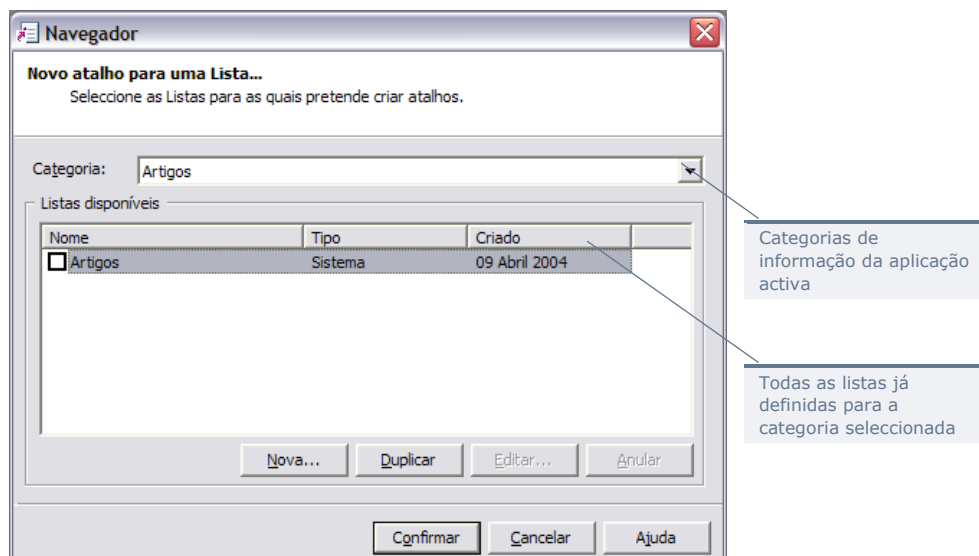 Navegador
Novo atalho para uma Lista...
Seleccione as Listas para as quais pretende criar atalhos.
Categoria: Artigos
Listas disponíveis
Nome Tipo Criado
Artigos Sistema 09 Abril 2004
Nova... Duplicar Editar... Anular
Confirmar Cancelar Ajuda
Categorias de
informação da aplicação
activa
Todas as listas já
definidas para a
categoria seleccionada